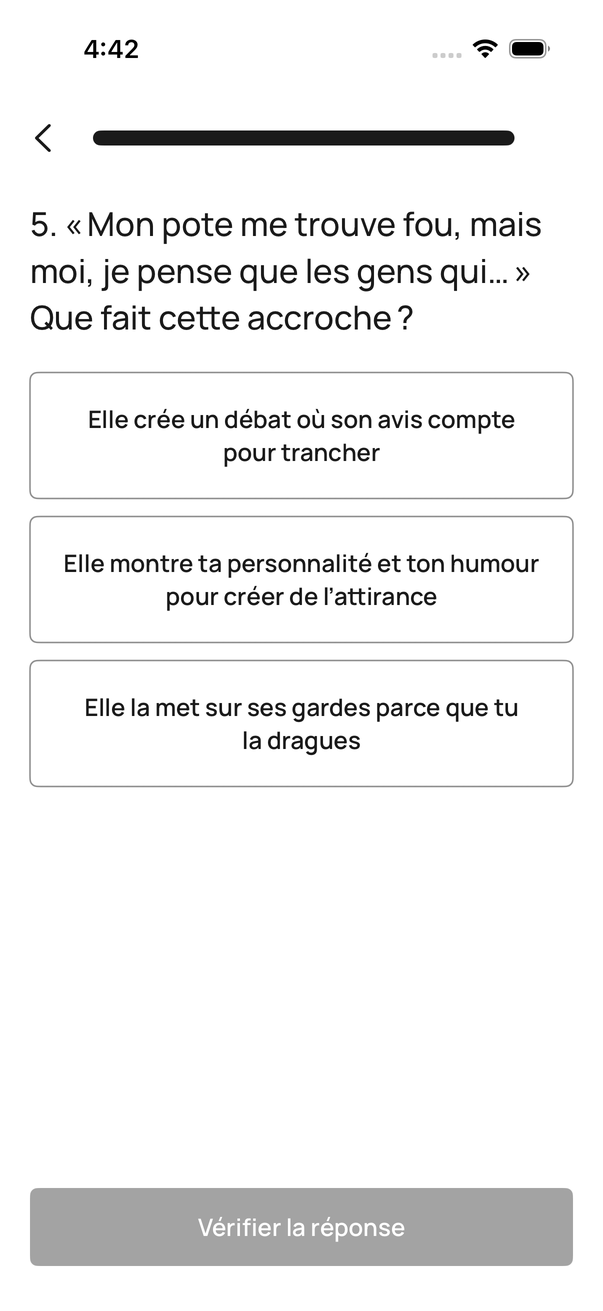 4:42
5. « Mon pote me trouve fou, mais
moi, je pense que les gens qui... »
Que fait cette accroche ?
Elle crée un débat où son avis compte
pour trancher
Elle montre ta personnalité et ton humour
pour créer de l’attirance
Elle la met sur ses gardes parce que tu
la dragues
Vérifier la réponse